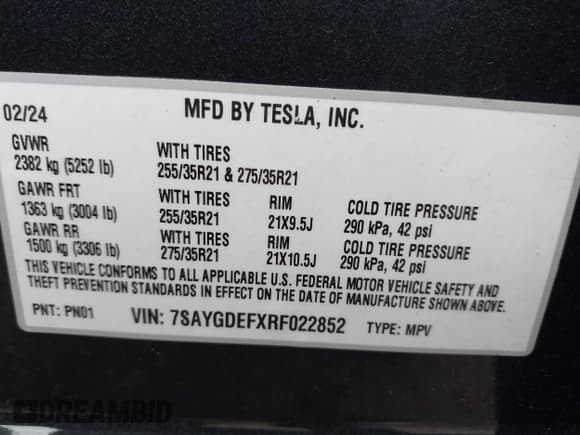 02/24 MFD BY TESLA, INC.
GVWR
2382 kg (5252 lb) WITH TIRES
255/35R21 & 275/35R21
GAWR FRT WITH TIRES RIM COLD TIRE PRESSURE
1363 kg (3004 lb) 255/35R21 21X9.5J 290 kPa, 42 psi
GAWR RR WITH TIRES RIM COLD TIRE PRESSURE
1500 kg (3306 lb) 275/35R21 21X10.5J 290 kPa, 42 psi
THIS VEHICLE CONFORMS TO ALL APPLICABLE U.S. FEDERAL MOTOR VEHICLE SAFETY AND
THEFT PREVENTION STANDARDS IN EFFECT ON THE DATE OF MANUFACTURE SHOWN ABOVE.
PNT: PN01 VIN: 7SAYGDEFXRF022852 TYPE: MPV
DREAMBID